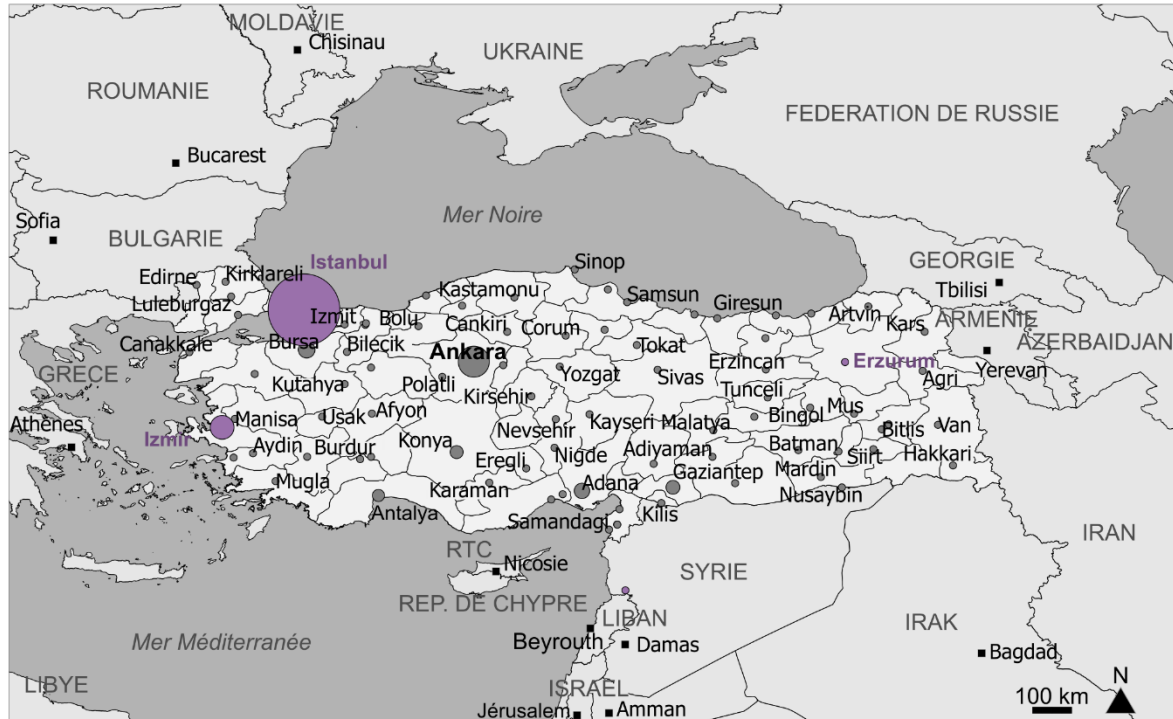 MOLDAVIE
Chisinau
UKRAINE
ROUMANIE
FEDERATION DE RUSSIE
Bucarest
Sofia
Mer Noire
BULGARIE
Istanbul
Sinop
GEORGIE
Edirne
Kirklareli
Tbilisi
Luleburgaz
Kastamonu
Samsun
Giresun
Artvin
Izmit
Bolu
Cankiri
Corum
Kars
ARMENIE
AZERBAIDJAN
Canakkale
Bursa
Bilecik
Ankara
Tokat
Erzincan
Erzurum
Yerevan
GRECE
Kutahya
Polatli
Yozgat
Sivas
Tunceli
Agri
Kirsehir
Athènes
Manisa
Usak
Afyon
Nevsehir
Kayseri
Malatya
Bingol
Mus
Izmir
Aydin
Burdur
Konya
Nigde
Adiyaman
Batman
Bitlis
Van
Eregli
Siirt
Hakkari
Mugla
Karaman
Adana
Gaziantep
Mardin
Nusaybin
Antalya
Samandagi
Kilis
RTC
Nicosie
SYRIE
IRAN
REP. DE CHYPRE
LIBAN
IRAK
Mer Méditerranée
Beyrouth
Damas
Bagdad
LIBYE
ISRAEL
N
Jérusalem
Amman
100 km